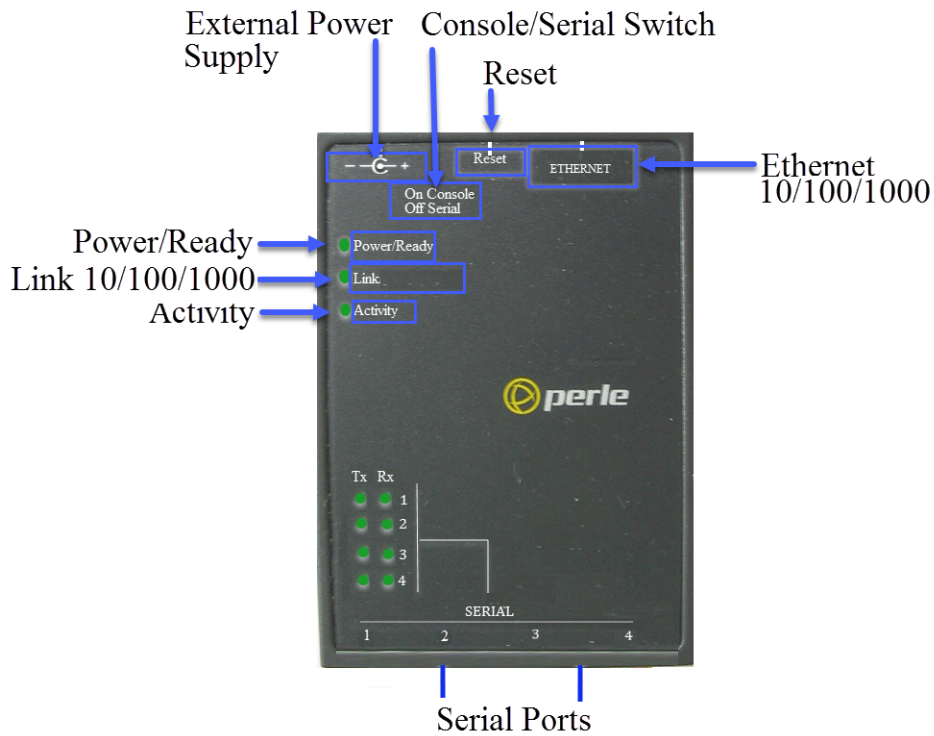 External Power
Supply
Console/Serial Switch
Reset
Reset
ETHERNET
Ethernet
10/100/1000
- +
On Console
Off Serial
Power/Ready
Power/Ready
Link 10/100/1000
Link
Activity
Activity
perle
Tx Rx
1
2
3
4
SERIAL
1 2 3 4
Serial Ports